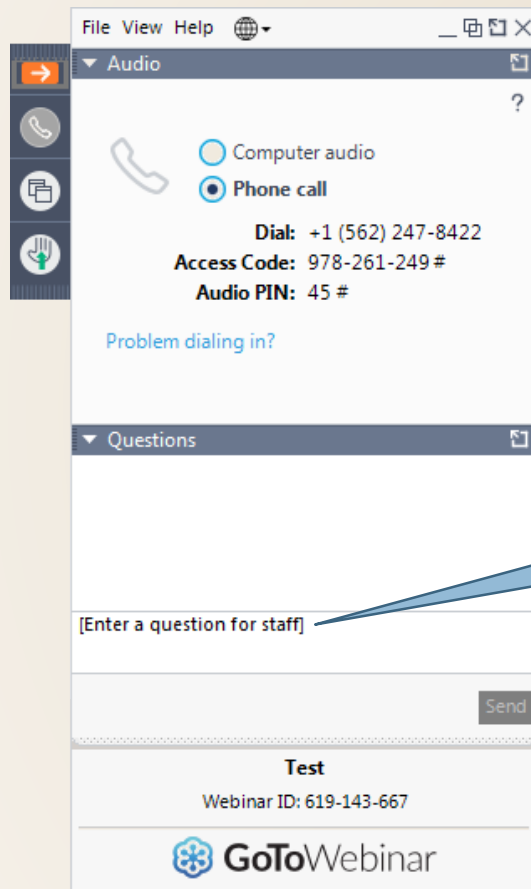 File View Help
Audio
?
Computer audio
Phone call
Dial: +1 (562) 247-8422
Access Code: 978-261-249 #
Audio PIN: 45 #
Problem dialing in?
Questions
[Enter a question for staff]
Send
Test
Webinar ID: 619-143-667
GoToWebinar